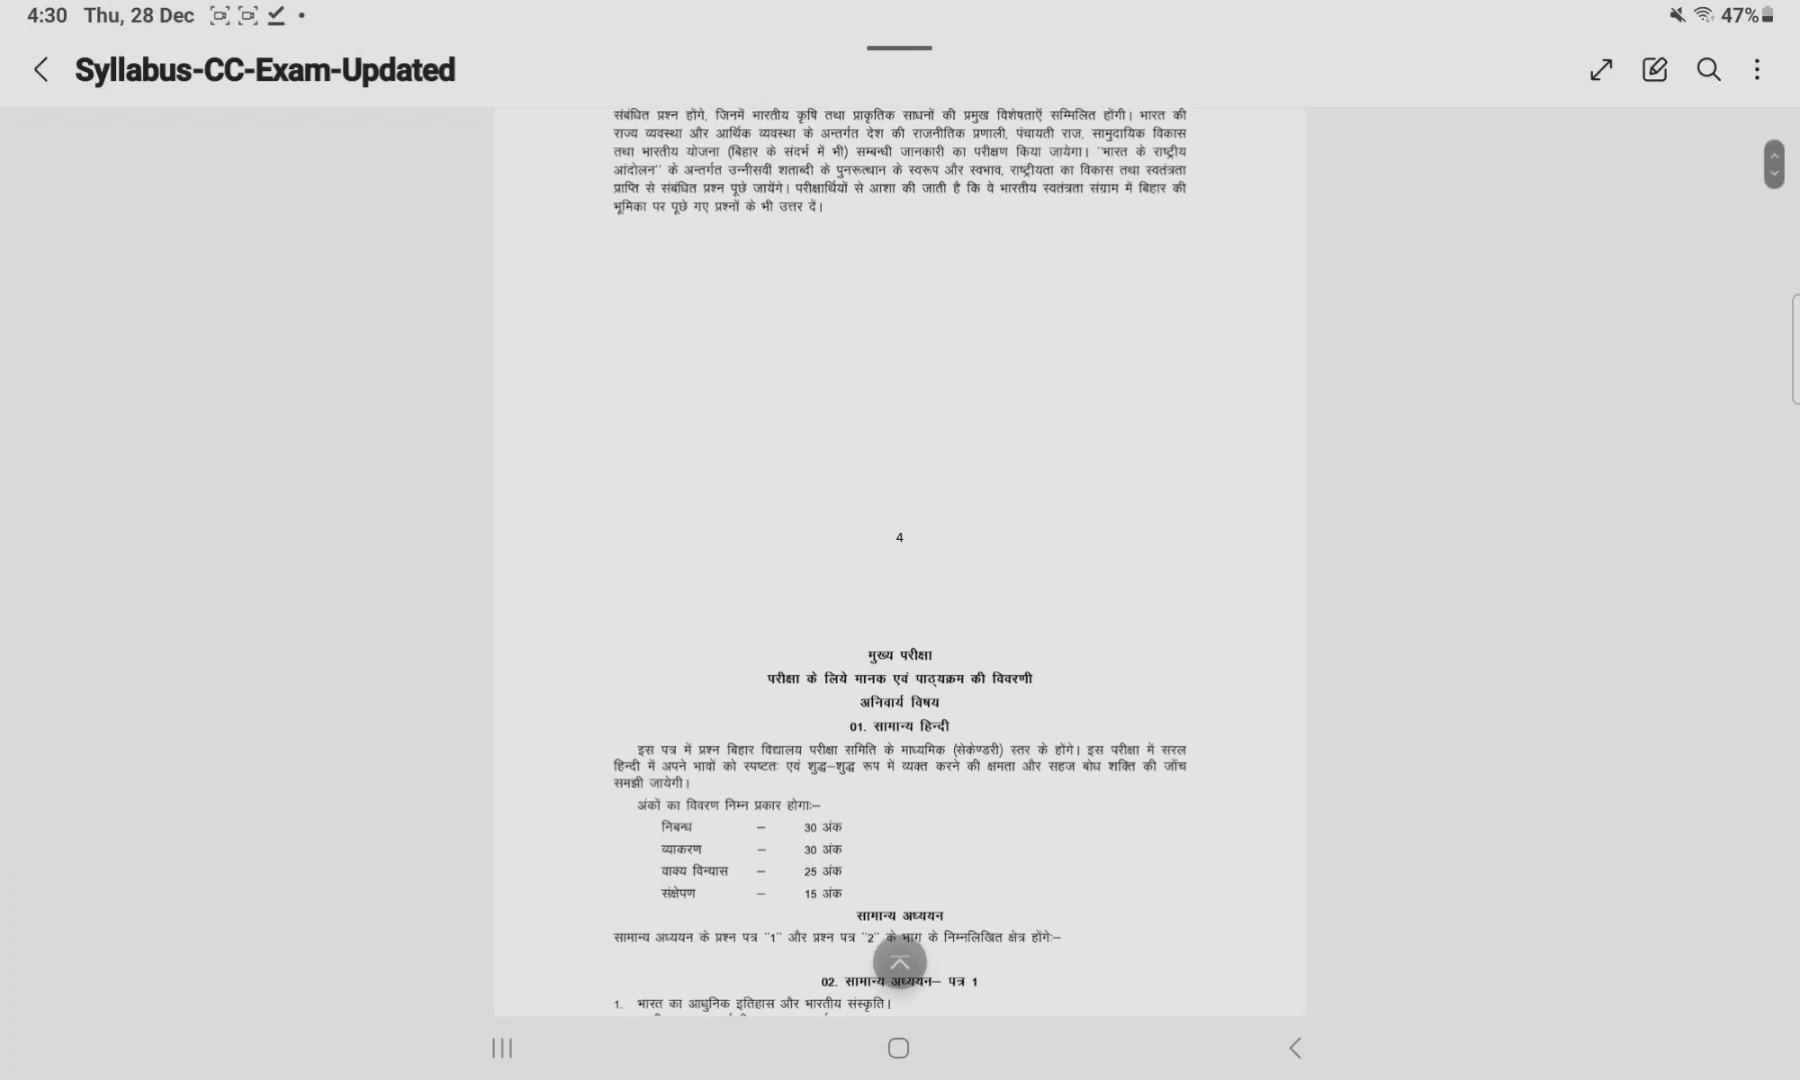 4:30 Thu, 28 Dec
47%
Syllabus-CC-Exam-Updated
संबंधित प्रश्न होंगे, जिनमें भारतीय कृषि तथा प्राकृतिक साधनों की प्रमुख विशेषताएँ सम्मिलित होंगी। भारत की
राज्य व्यवस्था और आर्थिक व्यवस्था के अन्तर्गत देश की राजनीतिक प्रणाली, पंचायती राज, सामुदायिक विकास
तथा भारतीय योजना (बिहार के संदर्भ में भी) सम्बन्धी जानकारी का परीक्षण किया जायेगा। ''भारत के राष्ट्रीय
आंदोलन'' के अन्तर्गत उन्नीसवीं शताब्दी के पुनरूत्थान के स्वरूप और स्वभाव, राष्ट्रीयता का विकास तथा स्वतंत्रता
प्राप्ति से संबंधित प्रश्न पूछे जायेंगे। परीक्षार्थियों से आशा की जाती है कि वे भारतीय स्वतंत्रता संग्राम में बिहार की
भूमिका पर पूछे गए प्रश्नों के भी उत्तर दें।
4
मुख्य परीक्षा
परीक्षा के लिये मानक एवं पाठ्यक्रम की विवरणी
अनिवार्य विषय
01. सामान्य हिन्दी
इस पत्र में प्रश्न बिहार विद्यालय परीक्षा समिति के माध्यमिक (सेकेण्डरी) स्तर के होंगे। इस परीक्षा में सरल
हिन्दी में अपने भावों को स्पष्टतः एवं शुद्ध–शुद्ध रूप में व्यक्त करने की क्षमता और सहज बोध शक्ति की जाँच
समझी जायेगी।
अंकों का विवरण निम्न प्रकार होगाः–
निबन्ध – 30 अंक
व्याकरण – 30 अंक
वाक्य विन्यास – 25 अंक
संक्षेपण – 15 अंक
सामान्य अध्ययन
सामान्य अध्ययन के प्रश्न पत्र ''1'' और प्रश्न पत्र ''2'' के भाग के निम्नलिखित क्षेत्र होंगेः–
02. सामान्य अध्ययन– पत्र 1
1. भारत का आधुनिक इतिहास और भारतीय संस्कृति।